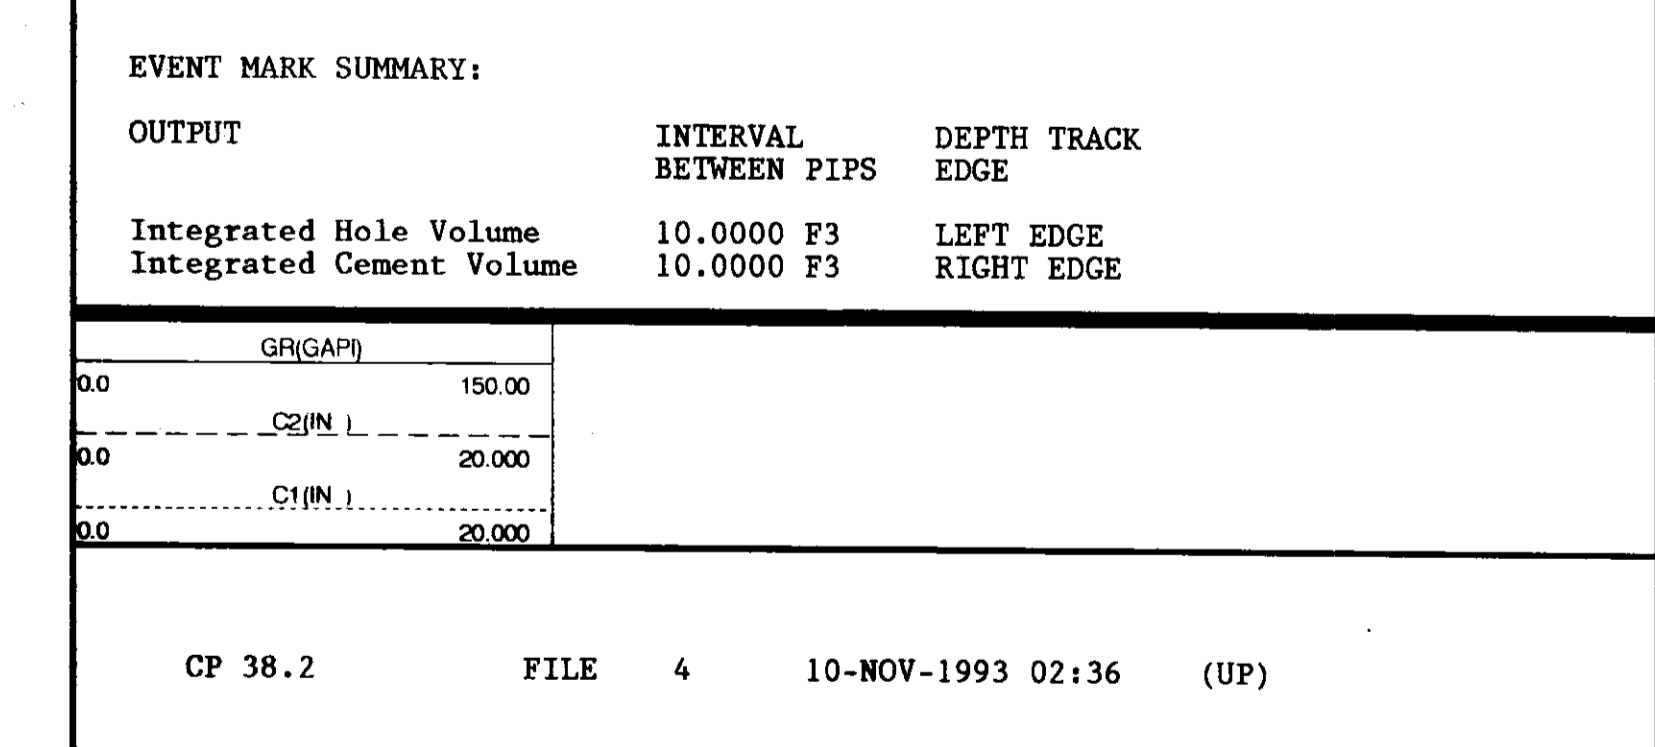 EVENT MARK SUMMARY:
OUTPUT INTERVAL DEPTH TRACK
BETWEEN PIPS EDGE
Integrated Hole Volume 10.0000 F3 LEFT EDGE
Integrated Cement Volume 10.0000 F3 RIGHT EDGE
GR(GAPI)
0.0 150.00
C2(IN )
0.0 20.000
C1(IN )
0.0 20.000
CP 38.2 FILE 4 10-NOV-1993 02:36 (UP)